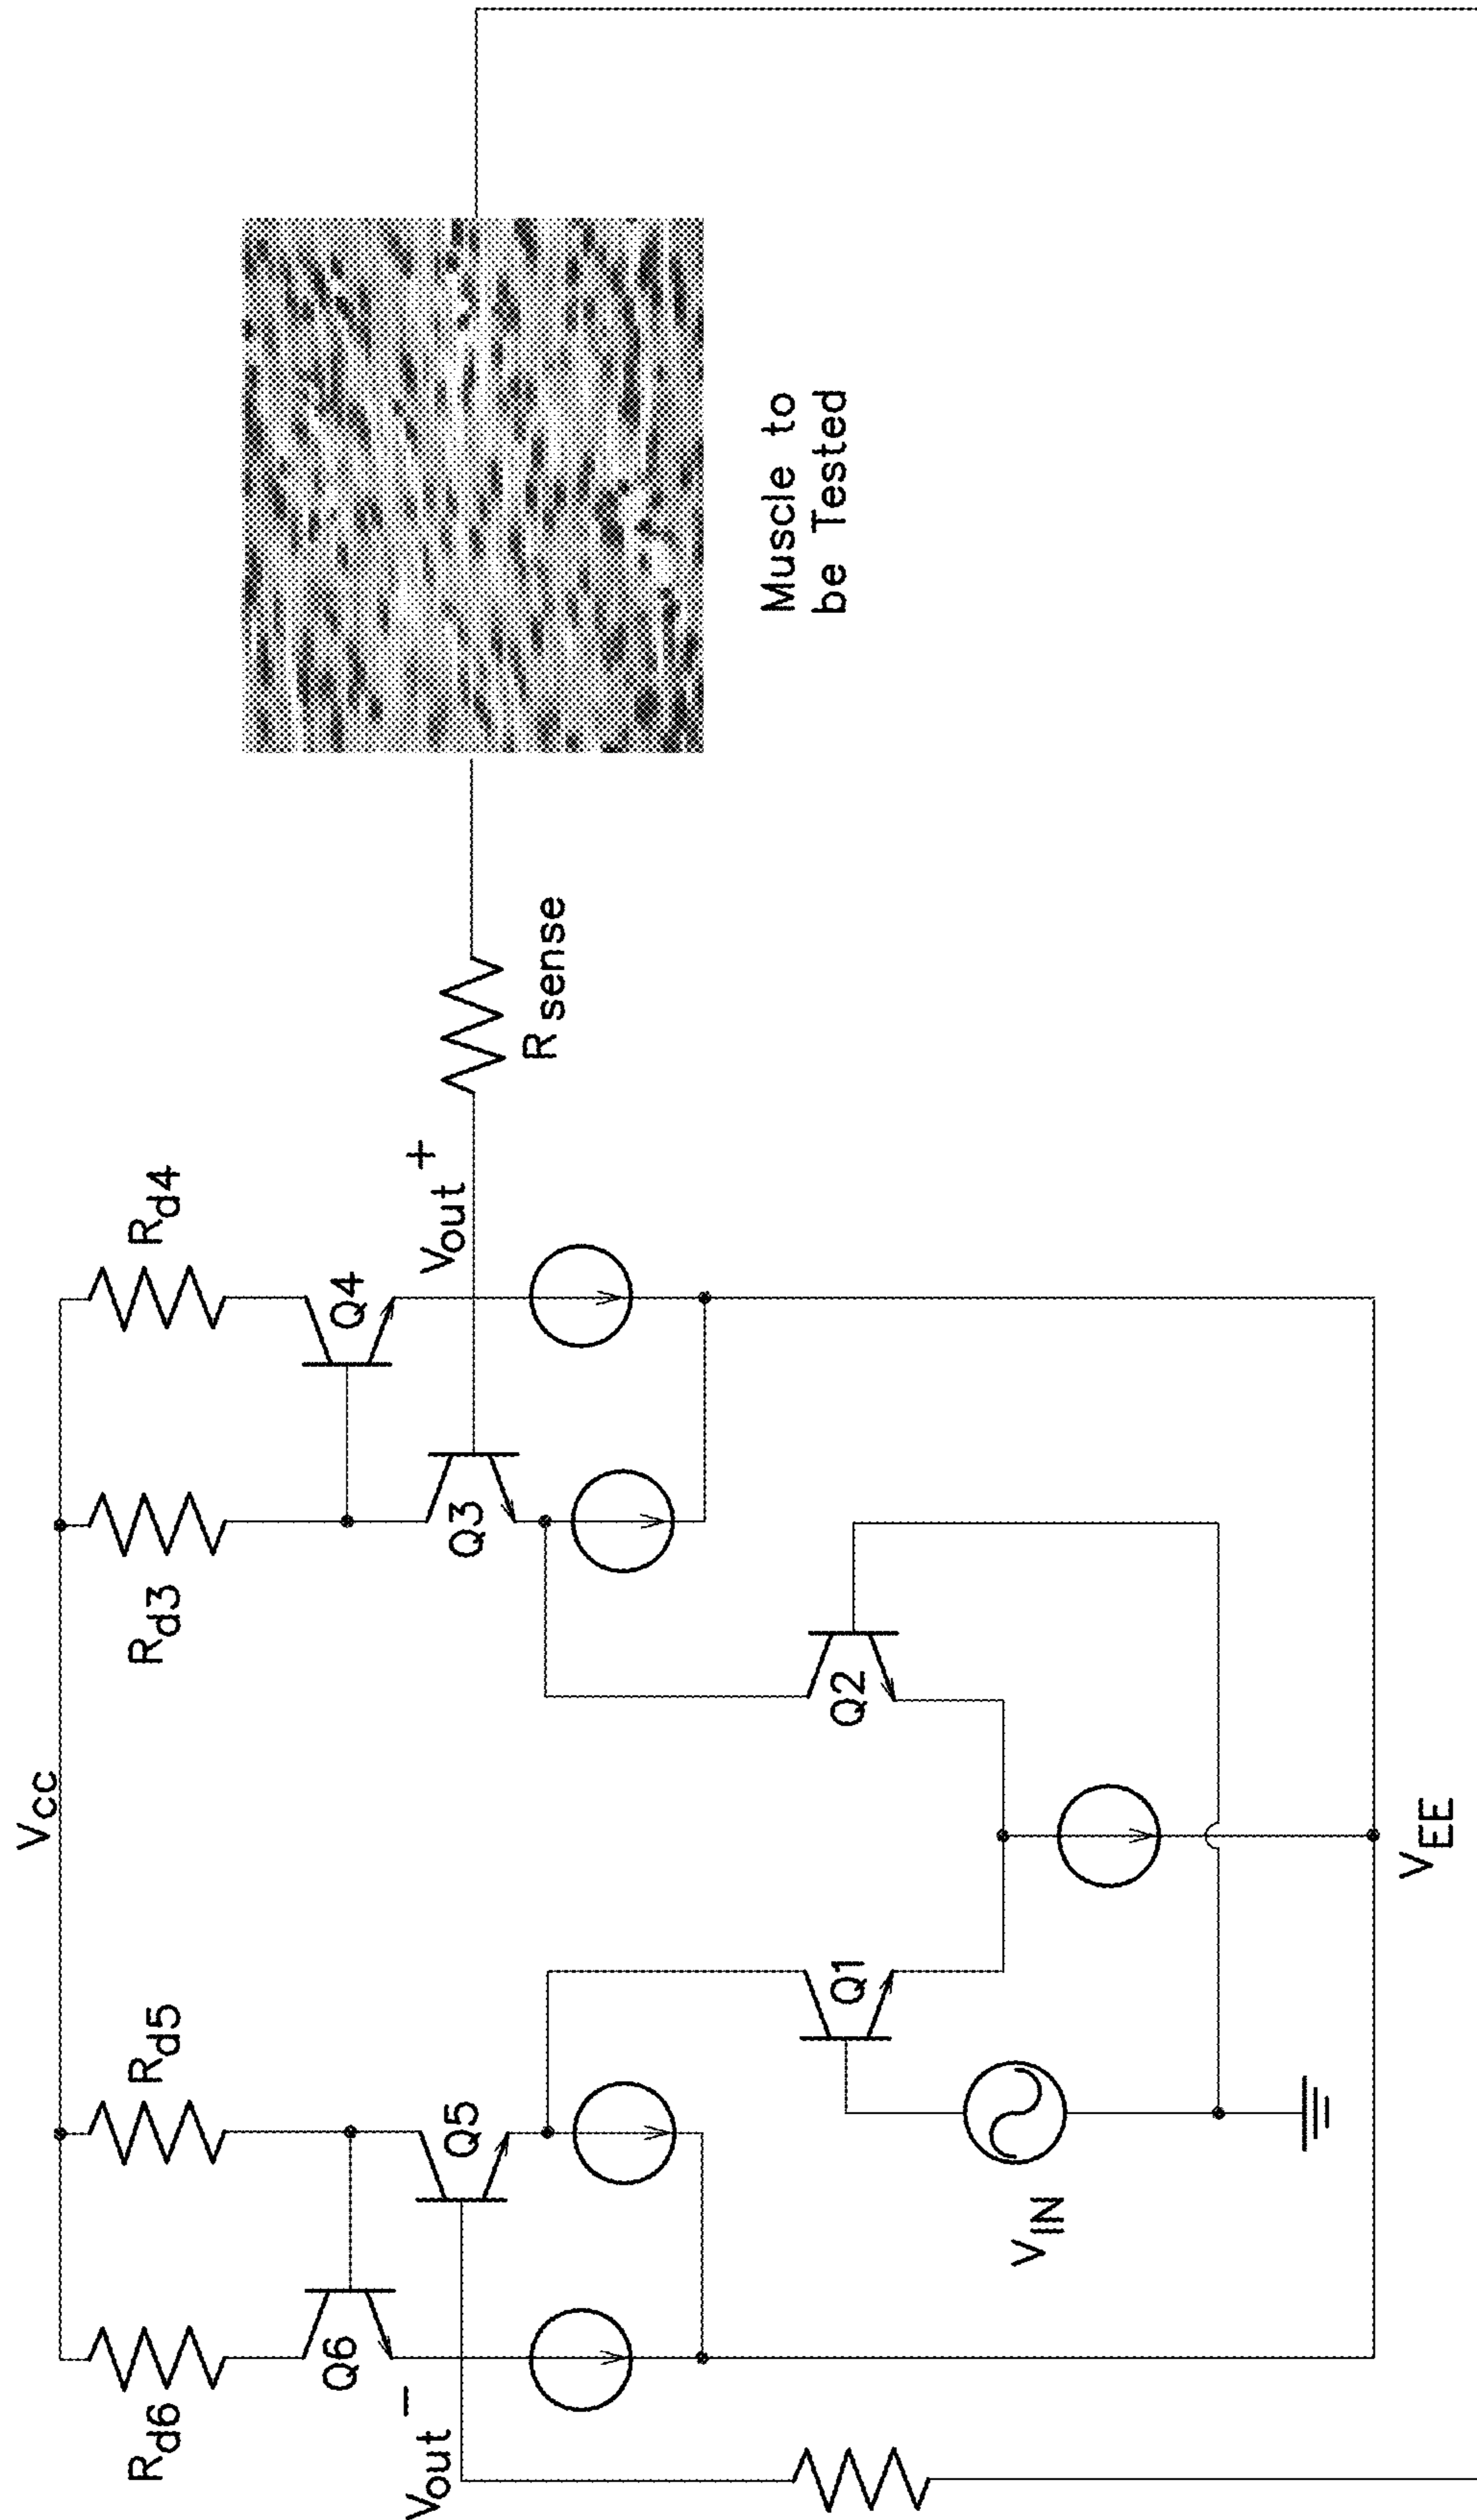 Vcc
Rd6
Rd5
Rd3
Rd4
Q6
Q5
Q3
Q4
Vout-
Vout+
Rsense
Q1
Q2
VIN
VEE
Muscle to
be Tested